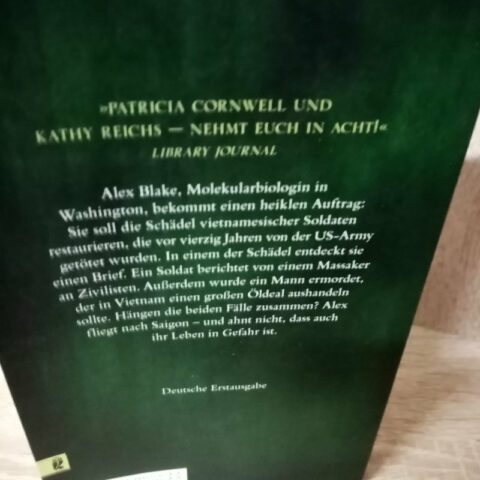 »PATRICIA CORNWELL UND
KATHY REICHS – NEHMT EUCH IN ACHT!«
LIBRARY JOURNAL
Alex Blake, Molekularbiologin in
Washington, bekommt einen heiklen Auftrag:
Sie soll die Schädel vietnamesischer Soldaten
restaurieren, die vor vierzig Jahren von der US-Army
getötet wurden. In einem der Schädel entdeckt sie
einen Brief. Ein Soldat berichtet von einem Massaker
an Zivilisten. Außerdem wurde ein Mann ermordet,
der in Vietnam einen großen Öldeal aushandeln
sollte. Hängen die beiden Fälle zusammen? Alex
fliegt nach Saigon – und ahnt nicht, dass auch
ihr Leben in Gefahr ist.
Deutsche Erstausgabe